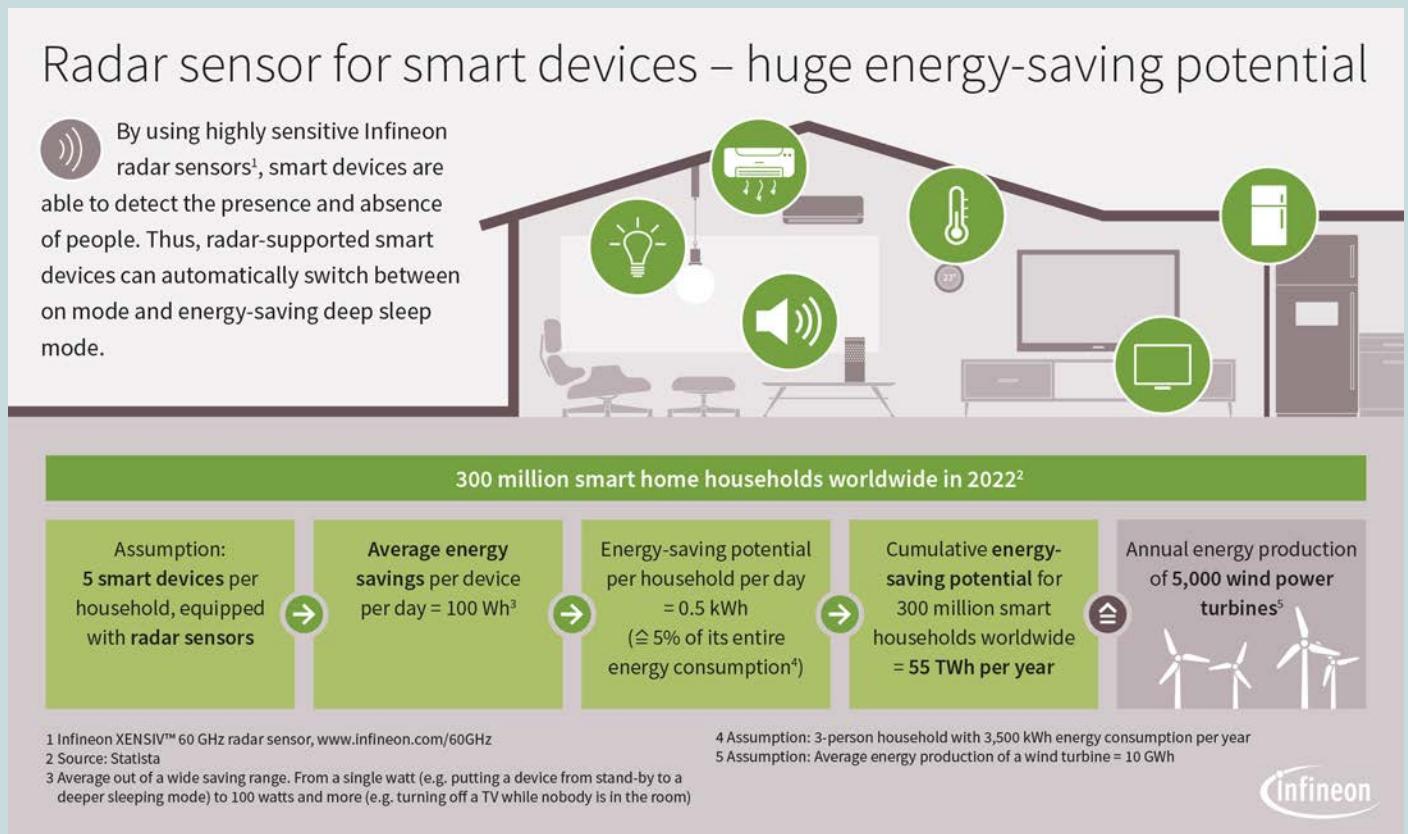 Radar sensor for smart devices – huge energy-saving potential
By using highly sensitive Infineon
radar sensors¹, smart devices are
able to detect the presence and absence
of people. Thus, radar-supported smart
devices can automatically switch between
on mode and energy-saving deep sleep
mode.
23°
300 million smart home households worldwide in 2022²
Assumption:
5 smart devices per
household, equipped
with radar sensors
Average energy
savings per device
per day = 100 Wh³
Energy-saving potential
per household per day
= 0.5 kWh
(≙ 5% of its entire
energy consumption⁴)
Cumulative energy-
saving potential for
300 million smart
households worldwide
= 55 TWh per year
≙
Annual energy production
of 5,000 wind power
turbines⁵
1 Infineon XENSIV™ 60 GHz radar sensor, www.infineon.com/60GHz
2 Source: Statista
3 Average out of a wide saving range. From a single watt (e.g. putting a device from stand-by to a
deeper sleeping mode) to 100 watts and more (e.g. turning off a TV while nobody is in the room)
4 Assumption: 3-person household with 3,500 kWh energy consumption per year
5 Assumption: Average energy production of a wind turbine = 10 GWh
infineon